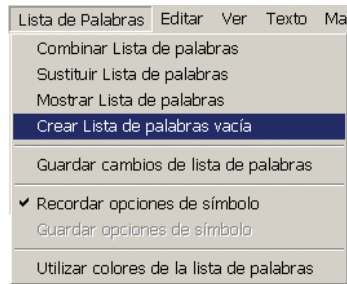 Lista de Palabras Editar Ver Texto Ma
Combinar Lista de palabras
Sustituir Lista de palabras
Mostrar Lista de palabras
Crear Lista de palabras vacía
Guardar cambios de lista de palabras
Recordar opciones de símbolo
Guardar opciones de símbolo
Utilizar colores de la lista de palabras